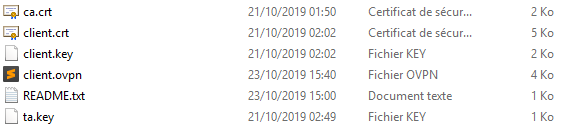 ca.crt 21/10/2019 01:50 Certificat de sécur... 2 Ko
client.crt 21/10/2019 02:02 Certificat de sécur... 5 Ko
client.key 21/10/2019 02:02 Fichier KEY 2 Ko
client.ovpn 23/10/2019 15:40 Fichier OVPN 4 Ko
README.txt 23/10/2019 15:00 Document texte 1 Ko
ta.key 21/10/2019 02:49 Fichier KEY 1 Ko